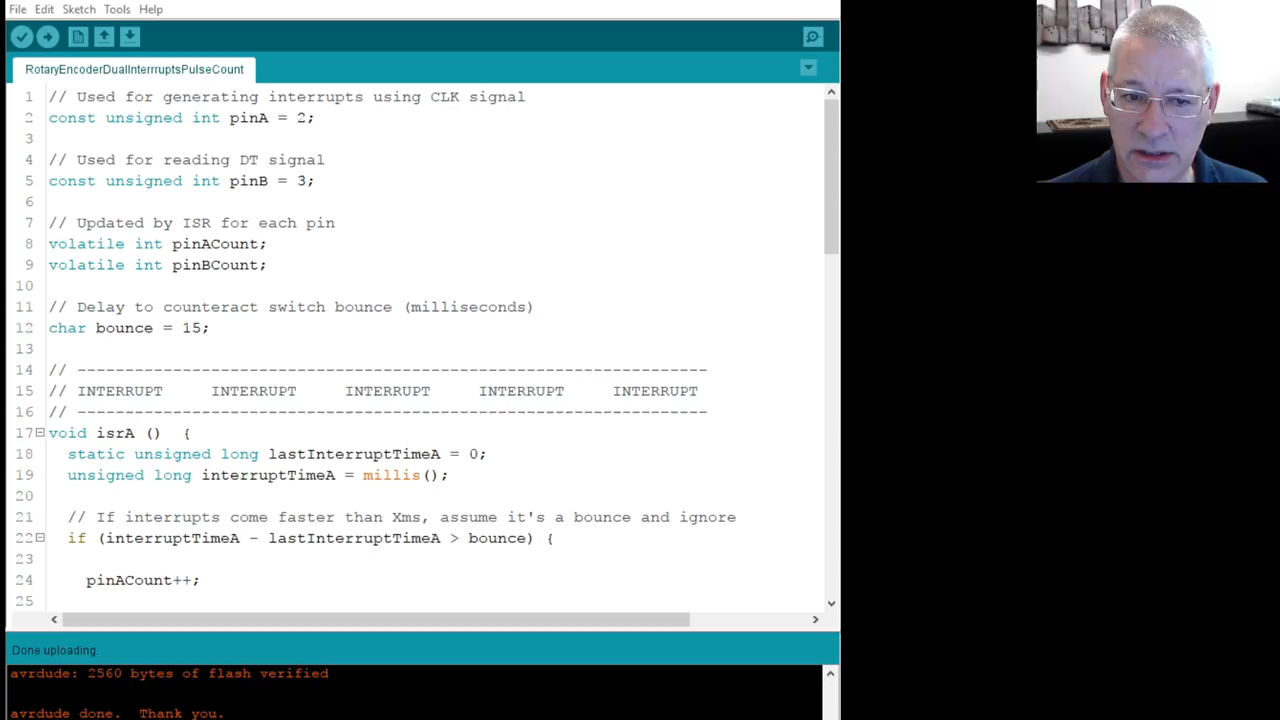 File Edit Sketch Tools Help
RotaryEncoderDualInterrruptsPulseCount
1 // Used for generating interrupts using CLK signal
2 const unsigned int pinA = 2;
3
4 // Used for reading DT signal
5 const unsigned int pinB = 3;
6
7 // Updated by ISR for each pin
8 volatile int pinACount;
9 volatile int pinBCount;
10
11 // Delay to counteract switch bounce (milliseconds)
12 char bounce = 15;
13
14 // ------------------------------------------------------------------
15 // INTERRUPT     INTERRUPT     INTERRUPT     INTERRUPT     INTERRUPT
16 // ------------------------------------------------------------------
17 void isrA ()  {
18   static unsigned long lastInterruptTimeA = 0;
19   unsigned long interruptTimeA = millis();
20
21   // If interrupts come faster than Xms, assume it's a bounce and ignore
22   if (interruptTimeA - lastInterruptTimeA > bounce) {
23
24     pinACount++;
25
Done uploading.
avrdude: 2560 bytes of flash verified
avrdude done.  Thank you.